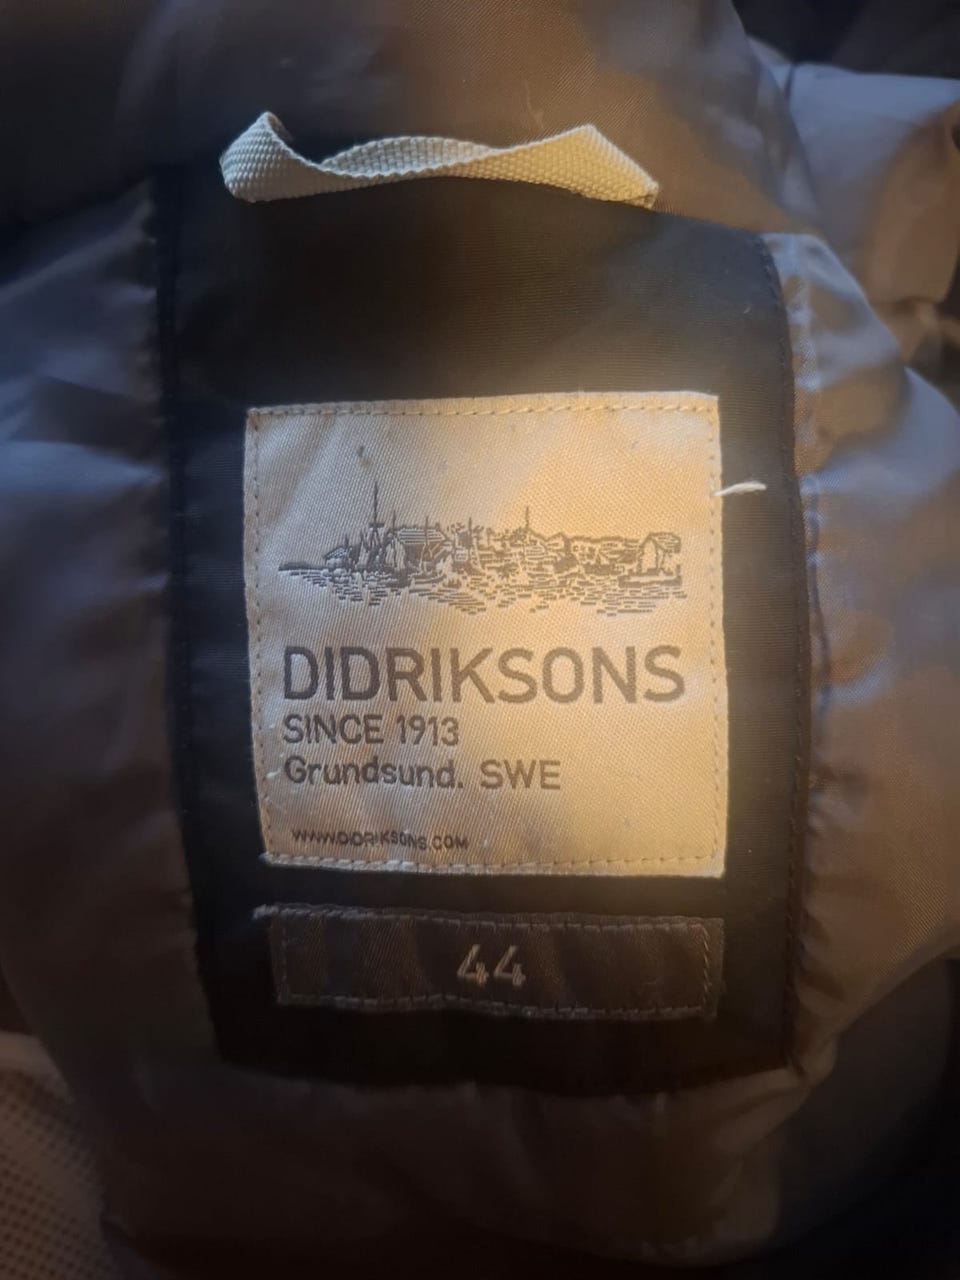 DIDRIKSONS
SINCE 1913
Grundsund. SWE
WWW.DIDRIKSONS.COM
44